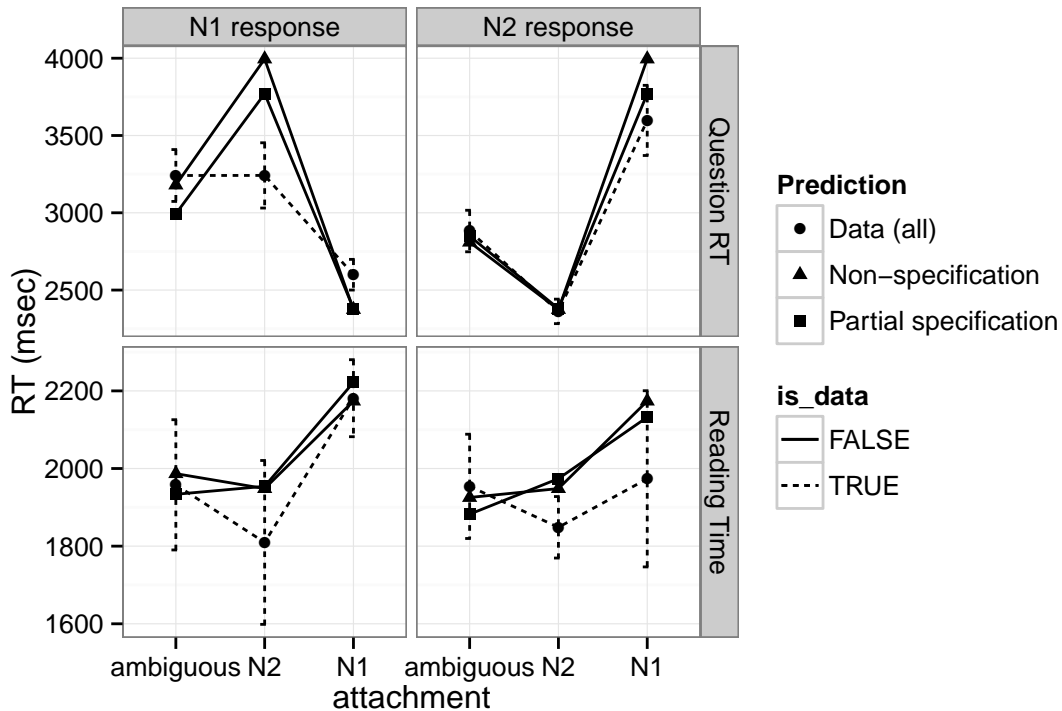 N1 response
N2 response
4000
3500
3000
2500
Question RT
2200
2000
1800
1600
Reading Time
RT (msec)
ambiguous N2 N1
ambiguous N2 N1
attachment
Prediction
Data (all)
Non−specification
Partial specification
is_data
FALSE
TRUE